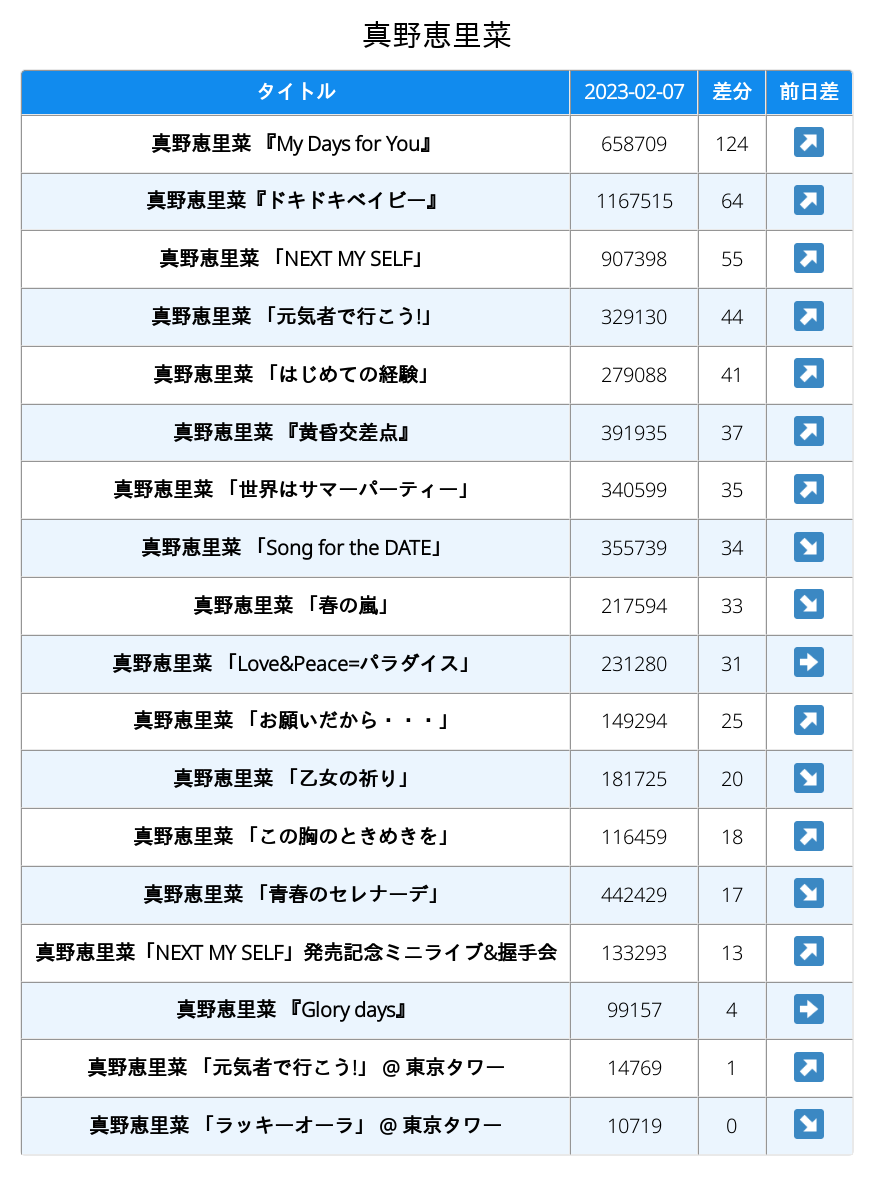 真野恵里菜
タイトル 2023-02-07 差分 前日差
真野恵里菜 『My Days for You』 658709 124 ↗
真野恵里菜『ドキドキベイビー』 1167515 64 ↗
真野恵里菜 「NEXT MY SELF」 907398 55 ↗
真野恵里菜 「元気者で行こう!」 329130 44 ↗
真野恵里菜 「はじめての経験」 279088 41 ↗
真野恵里菜 『黄昏交差点』 391935 37 ↗
真野恵里菜 「世界はサマーパーティー」 340599 35 ↗
真野恵里菜 「Song for the DATE」 355739 34 ↘
真野恵里菜 「春の嵐」 217594 33 ↘
真野恵里菜 「Love&Peace=パラダイス」 231280 31 →
真野恵里菜 「お願いだから・・・」 149294 25 ↗
真野恵里菜 「乙女の祈り」 181725 20 ↘
真野恵里菜 「この胸のときめきを」 116459 18 ↗
真野恵里菜 「青春のセレナーデ」 442429 17 ↘
真野恵里菜「NEXT MY SELF」発売記念ミニライブ&握手会 133293 13 ↗
真野恵里菜 『Glory days』 99157 4 →
真野恵里菜 「元気者で行こう!」 @ 東京タワー 14769 1 ↗
真野恵里菜 「ラッキーオーラ」 @ 東京タワー 10719 0 ↘